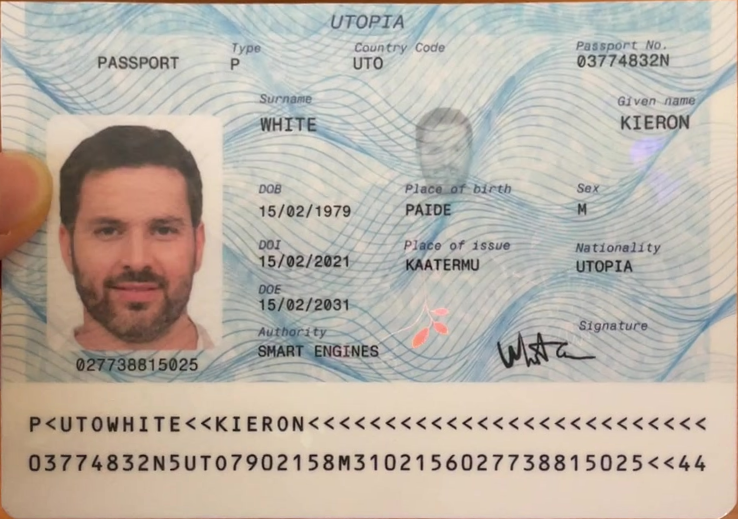 UTOPIA
PASSPORT
Type
P
Country Code
UTO
Passport No.
03774832N
Surname
WHITE
Given name
KIERON
DOB
15/02/1979
Place of birth
PAIDE
Sex
M
DOI
15/02/2021
Place of issue
KAATERMU
Nationality
UTOPIA
DOE
15/02/2031
Authority
SMART ENGINES
Signature
027738815025
P<UTOWHITE<<KIERON<<<<<<<<<<<<<<<<<<<<<<<<<<
03774832N5UTO7902158M3102156027738815025<<44